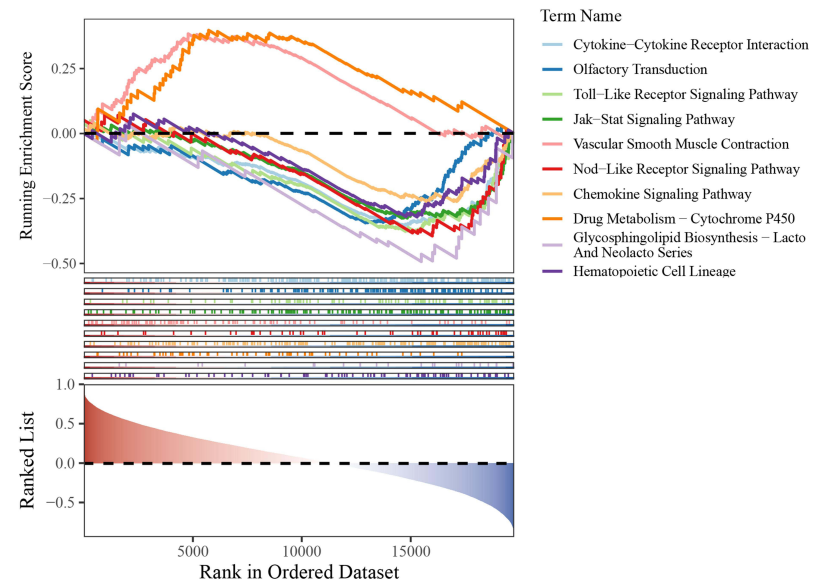 Term Name
Cytokine−Cytokine Receptor Interaction
Olfactory Transduction
Toll−Like Receptor Signaling Pathway
Jak−Stat Signaling Pathway
Vascular Smooth Muscle Contraction
Nod−Like Receptor Signaling Pathway
Chemokine Signaling Pathway
Drug Metabolism − Cytochrome P450
Glycosphingolipid Biosynthesis − Lacto
And Neolacto Series
Hematopoietic Cell Lineage
Running Enrichment Score
0.25
0.00
−0.25
−0.50
Ranked List
1.0
0.5
0.0
−0.5
5000
10000
15000
Rank in Ordered Dataset